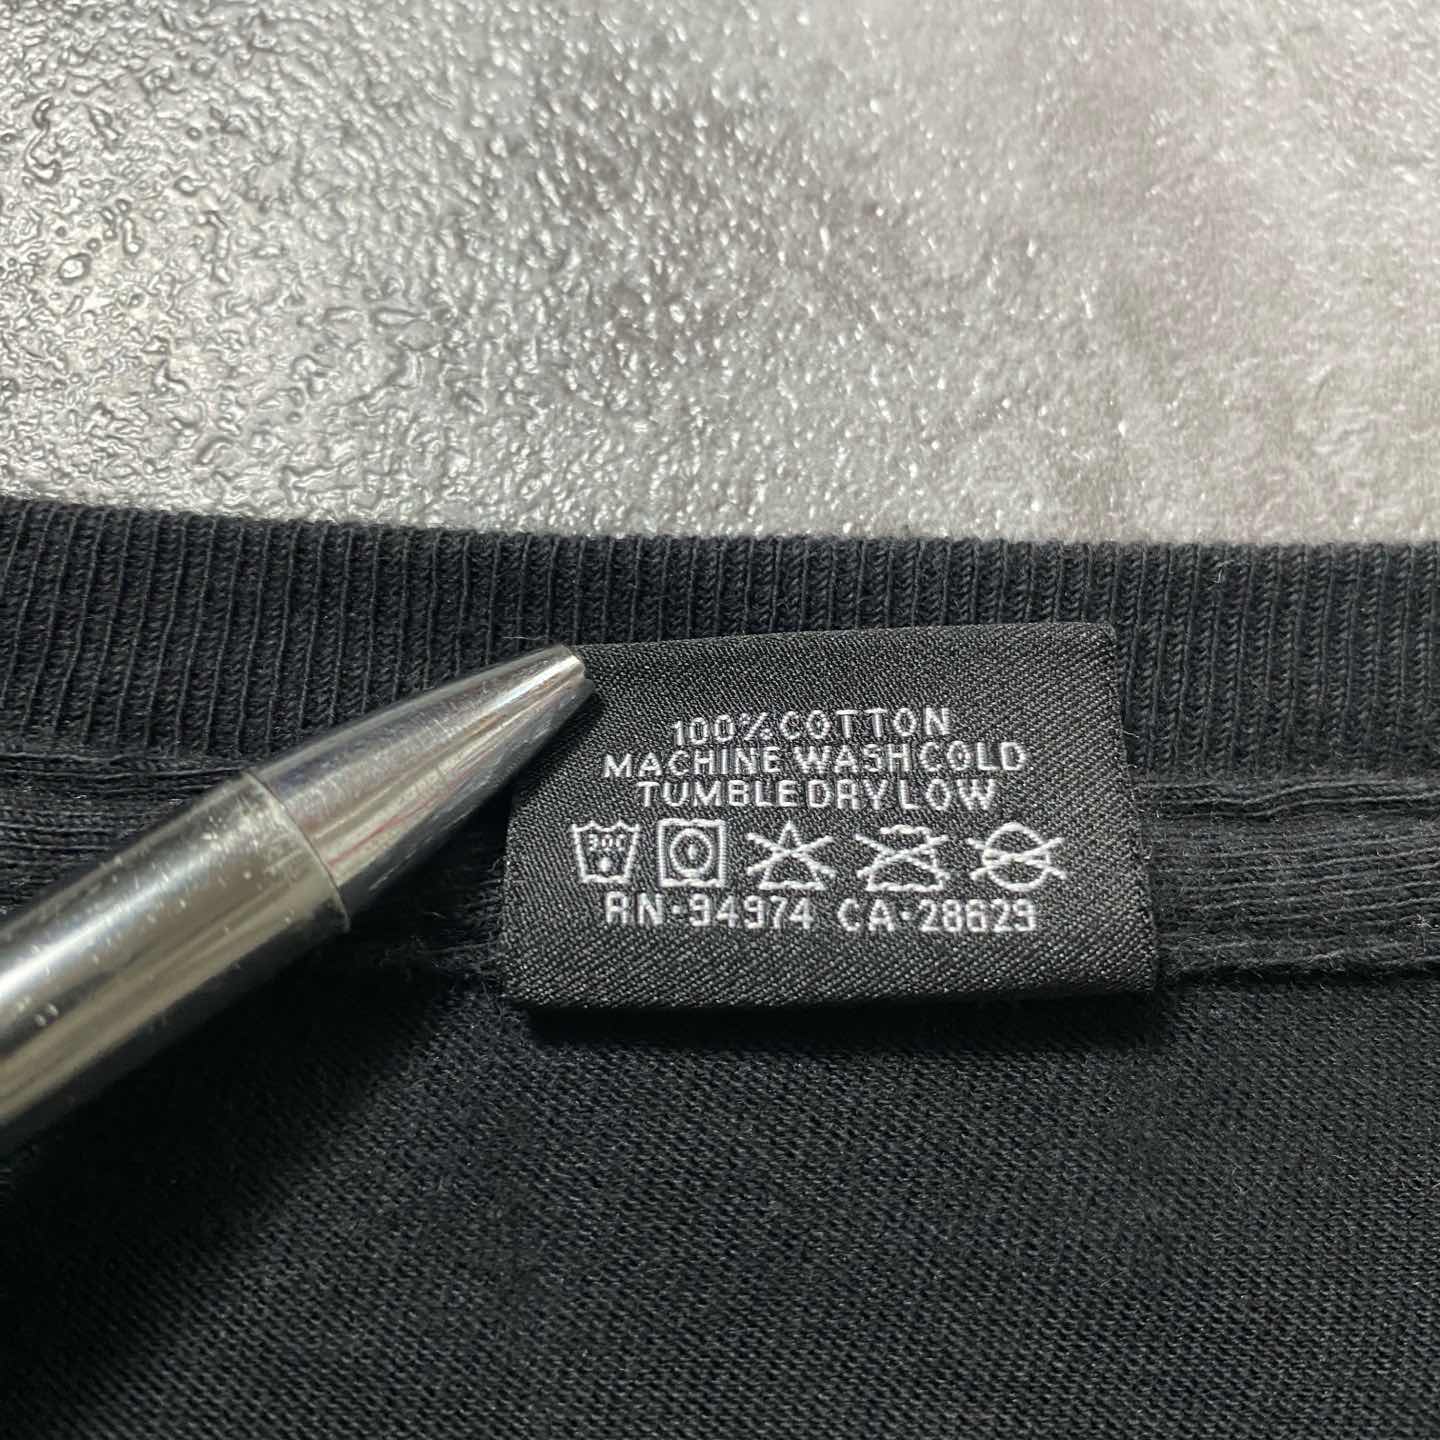 100% COTTON
MACHINE WASH COLD
TUMBLE DRY LOW
RN·94974 CA·28629